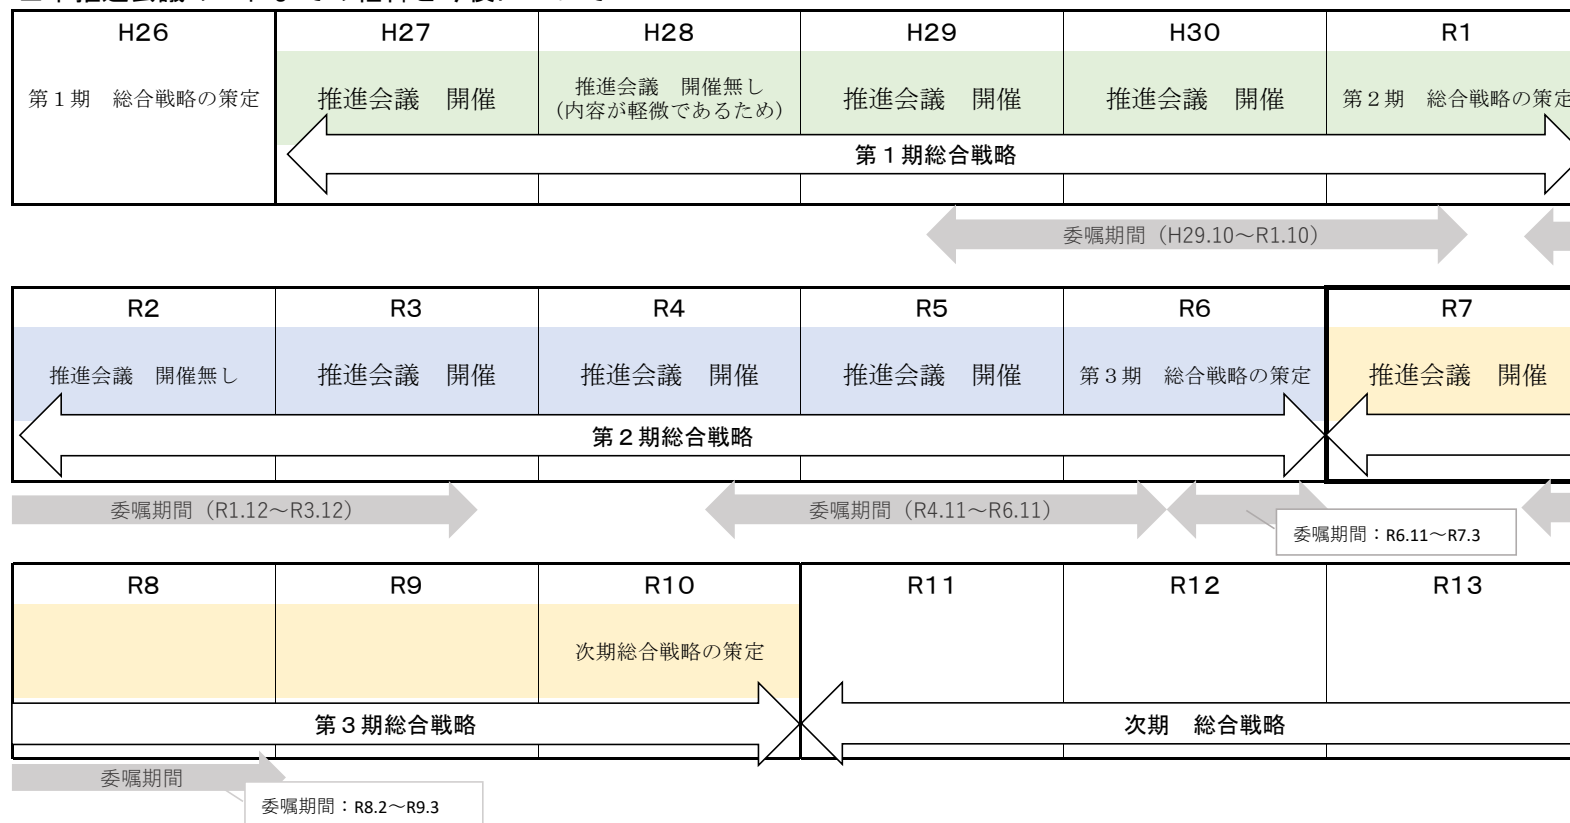 H26 H27 H28 H29 H30 R1
第１期　総合戦略の策定
推進会議　開催
推進会議　開催無し
(内容が軽微であるため)
推進会議　開催
推進会議　開催
第２期　総合戦略の策定
第１期総合戦略
委嘱期間（H29.10～R1.10）
R2 R3 R4 R5 R6 R7
推進会議　開催無し
推進会議　開催
推進会議　開催
推進会議　開催
第３期　総合戦略の策定
推進会議　開催
第２期総合戦略
委嘱期間（R1.12～R3.12）
委嘱期間（R4.11～R6.11）
委嘱期間：R6.11～R7.3
R8 R9 R10 R11 R12 R13
次期総合戦略の策定
第３期総合戦略
次期　総合戦略
委嘱期間
委嘱期間：R8.2～R9.3